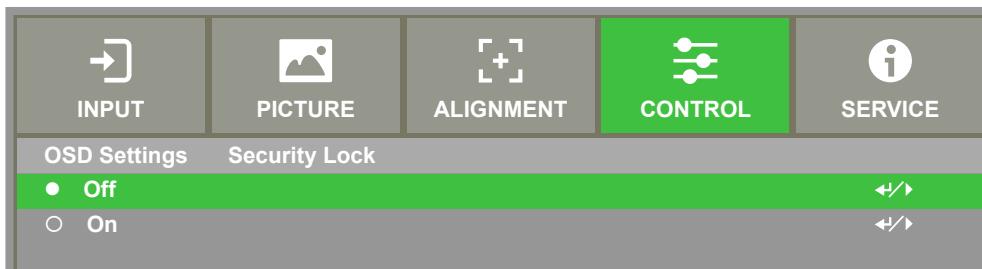 INPUT PICTURE ALIGNMENT CONTROL SERVICE
OSD Settings Security Lock
Off
On